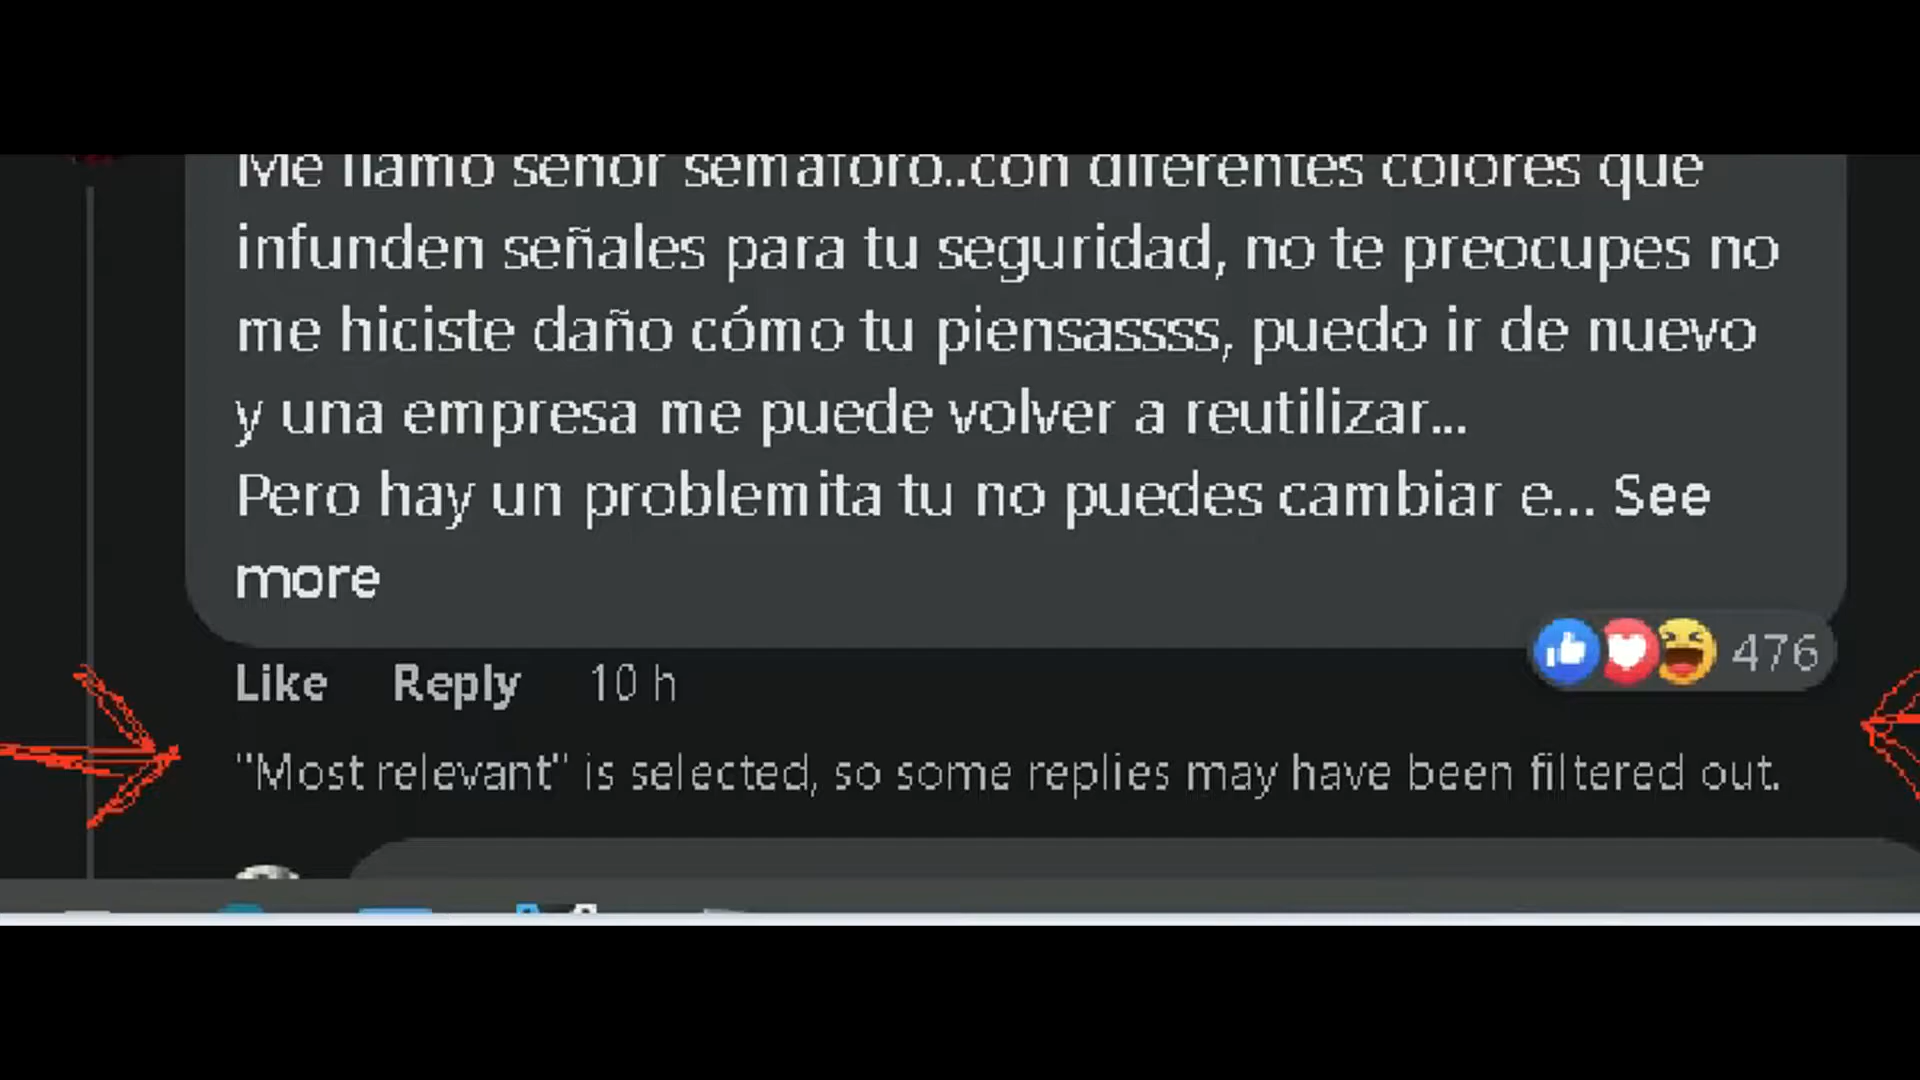 Me llamo señor semaforo..con diferentes colores que
infunden señales para tu seguridad, no te preocupes no
me hiciste daño cómo tu piensassss, puedo ir de nuevo
y una empresa me puede volver a reutilizar...
Pero hay un problemita tu no puedes cambiar e... See
more
476
Like Reply 10 h
"Most relevant" is selected, so some replies may have been filtered out.